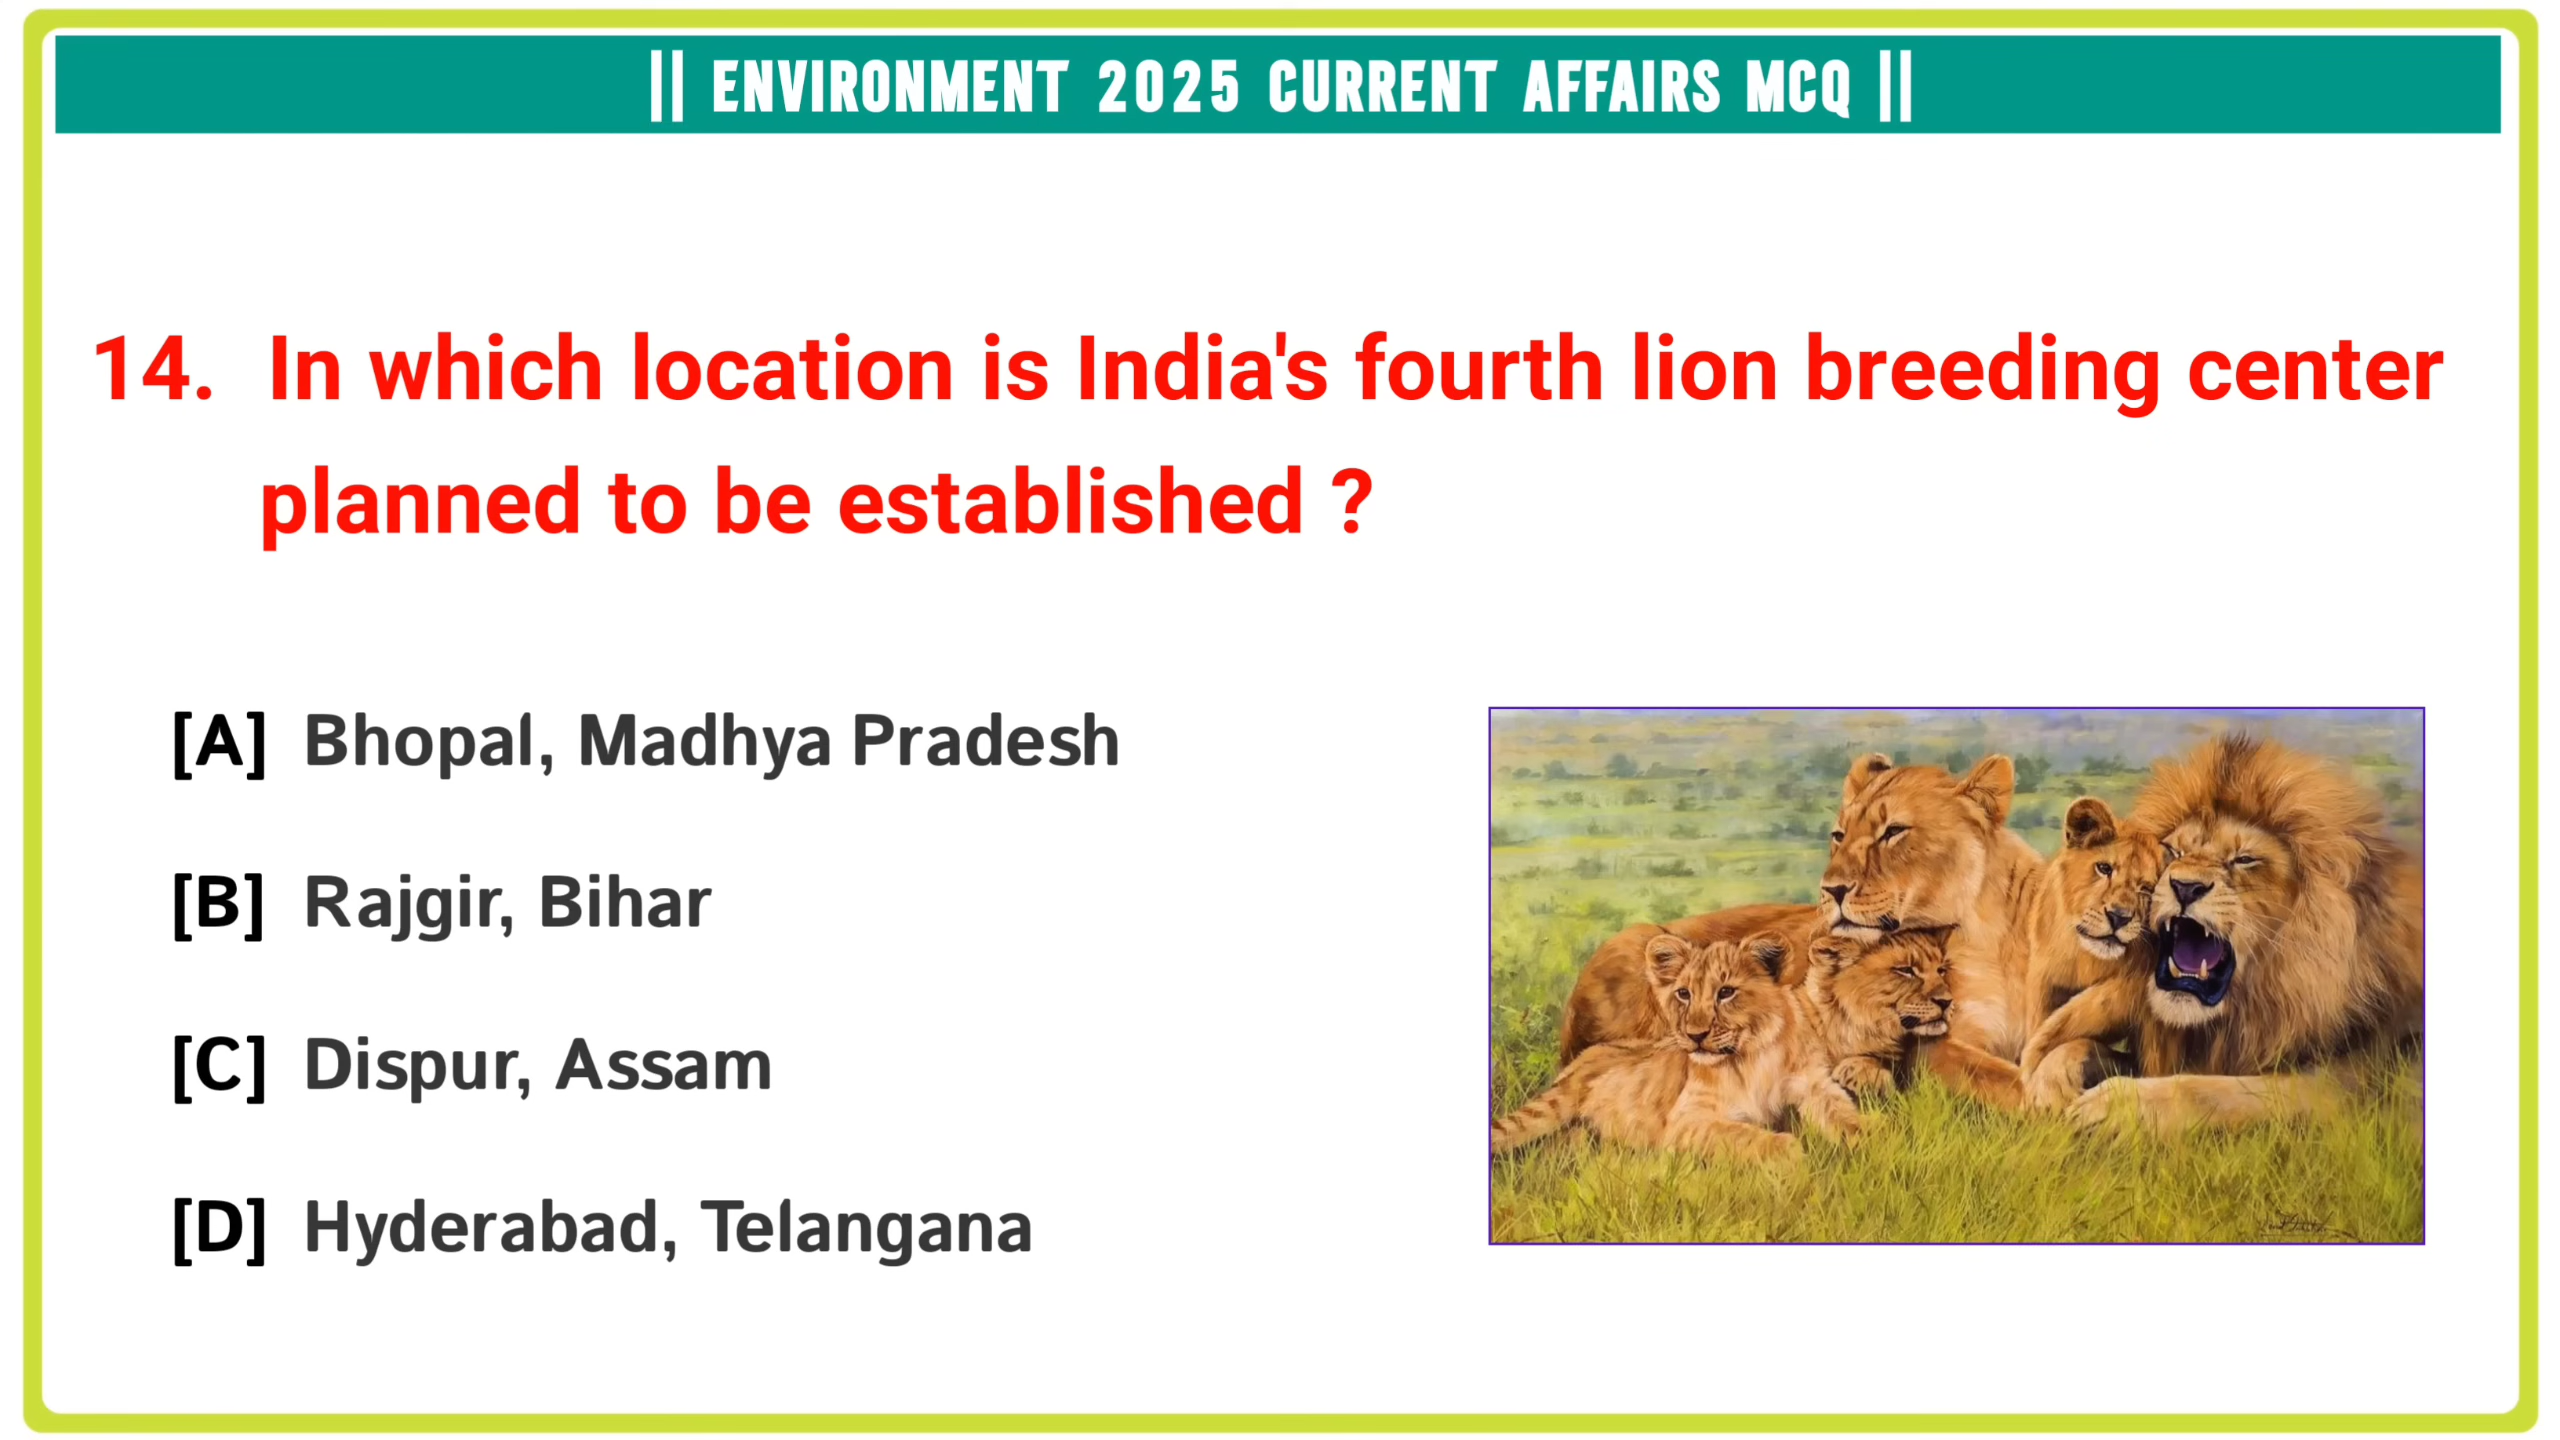 || ENVIRONMENT 2025 CURRENT AFFAIRS MCQ ||
14. In which location is India's fourth lion breeding center
planned to be established ?
[A] Bhopal, Madhya Pradesh
[B] Rajgir, Bihar
[C] Dispur, Assam
[D] Hyderabad, Telangana